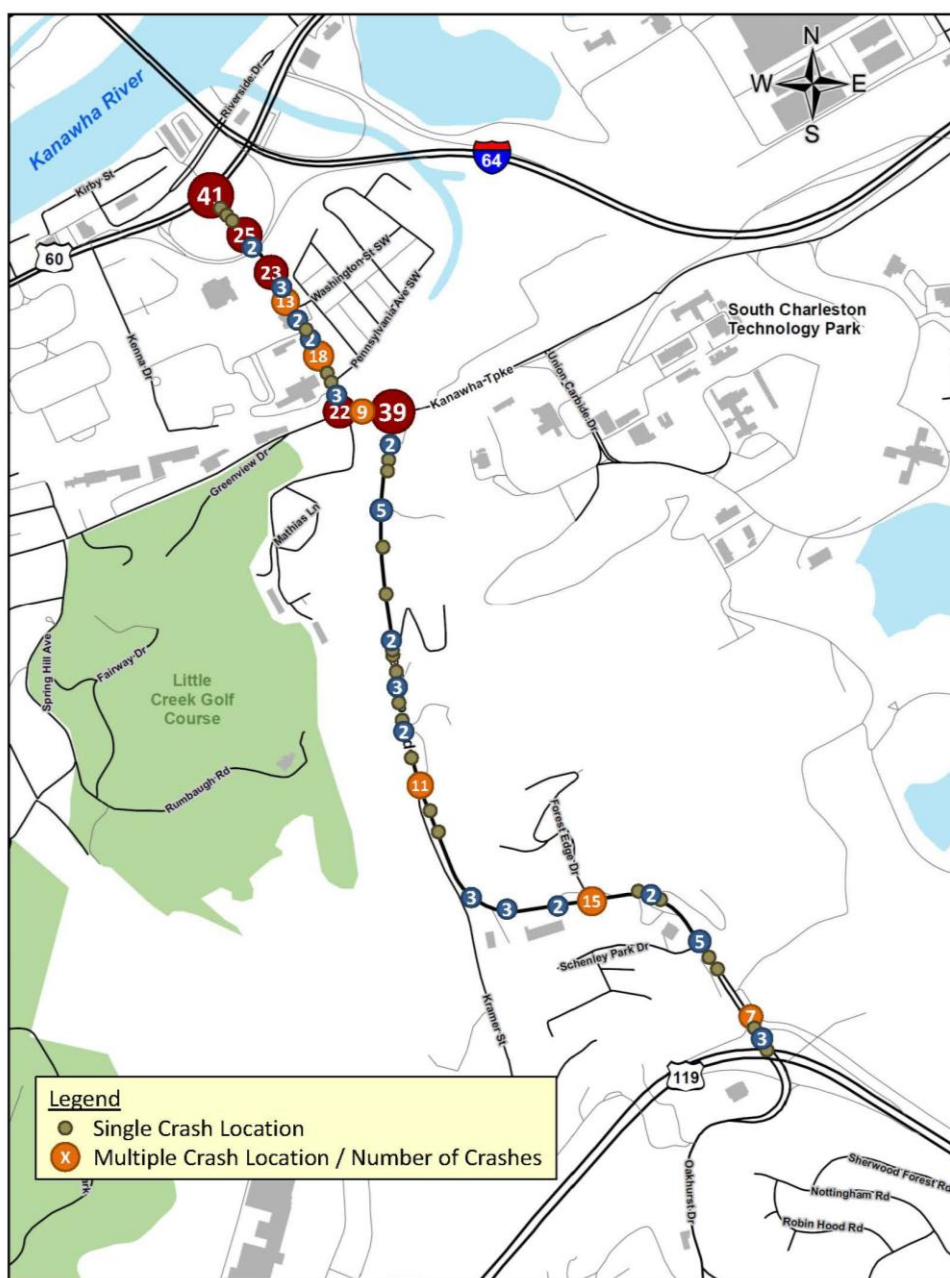 N
W E
S
Kanawha River
Riverside Dr
64
Kirby St
41
25
2
60
23
3
13
Washington St SW
2
2
18
Pennsylvania Ave SW
Kenna Dr
South Charleston
Technology Park
Union Carbide Dr
3
22
9
39
Kanawha Tpke
2
Greenview Dr
5
Mathias Ln
2
Spring Hill Ave
Fairway Dr
Little
Creek Golf
Course
3
2
Rumbaugh Rd
11
Forest Edge Dr
3
3
2
15
2
5
Schenley Park Dr
Kramer St
7
3
119
Legend
Single Crash Location
X Multiple Crash Location / Number of Crashes
Oakhurst Dr
Sherwood Forest Rd
Nottingham Rd
Robin Hood Rd